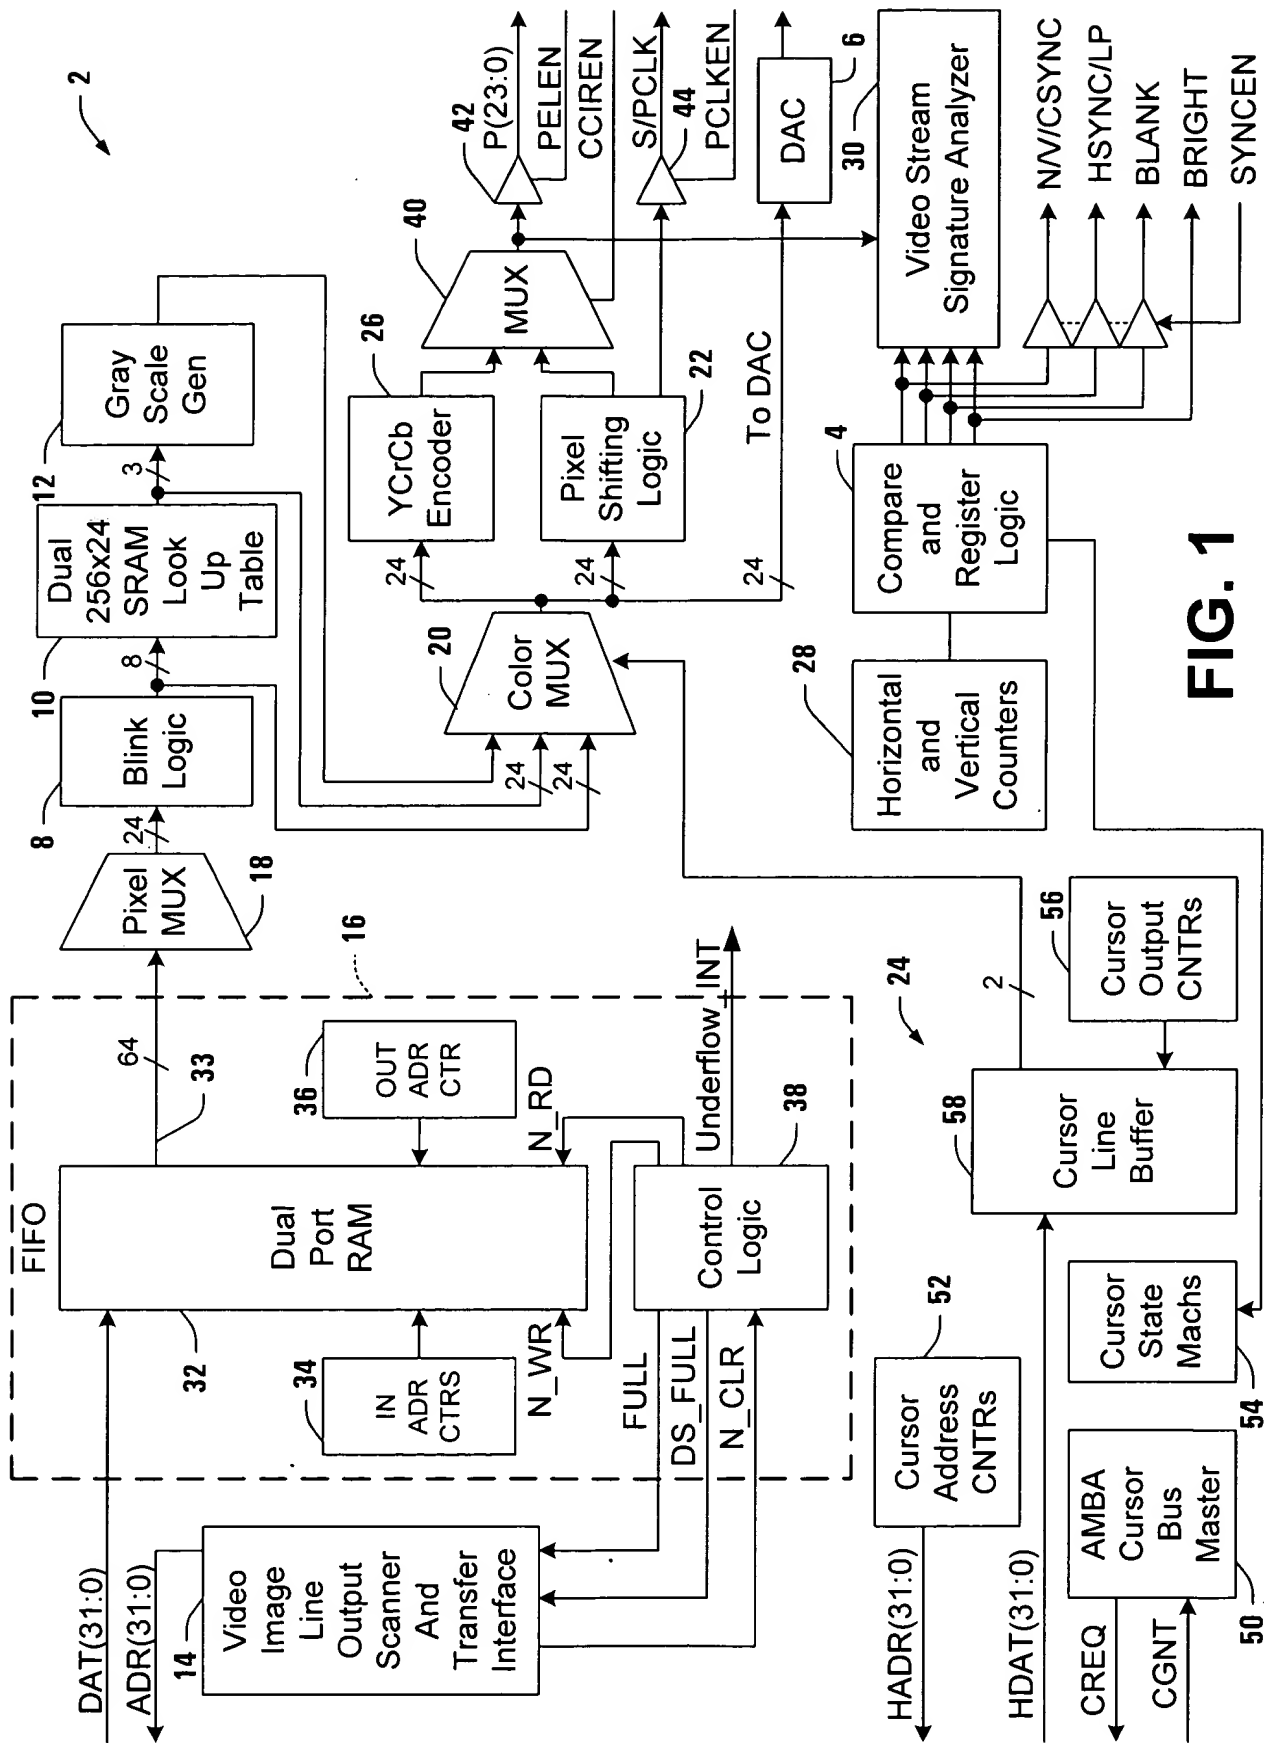 DAT(31:0)
ADR(31:0)
14
Video
Image
Line
Output
Scanner
And
Transfer
Interface
FIFO
32
Dual
Port
RAM
33
64
34
IN
ADR
CTRS
36
OUT
ADR
CTR
16
N_WR
N_RD
FULL
DS_FULL
N_CLR
Control
Logic
38
Underflow_INT
Pixel
MUX
18
24
8
Blink
Logic
8
10
Dual
256x24
SRAM
Look
Up
Table
3
12
Gray
Scale
Gen
2
24
24
20
Color
MUX
24
24
24
YCrCb
Encoder
26
Pixel
Shifting
Logic
22
To DAC
MUX
40
42
P(23:0)
PELEN
CCIREN
S/PCLK
44
PCLKEN
DAC
6
30
Video Stream
Signature Analyzer
28
Horizontal
and
Vertical
Counters
4
Compare
and
Register
Logic
N/V/CSYNC
HSYNC/LP
BLANK
BRIGHT
SYNCEN
HADR(31:0)
HDAT(31:0)
CREQ
CGNT
Cursor
Address
CNTRs
52
AMBA
Cursor
Bus
Master
50
Cursor
State
Machs
54
58
Cursor
Line
Buffer
24
2
56
Cursor
Output
CNTRs
FIG. 1